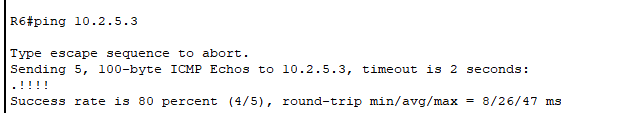 R6#ping 10.2.5.3
Type escape sequence to abort.
Sending 5, 100-byte ICMP Echos to 10.2.5.3, timeout is 2 seconds:
.!!!!
Success rate is 80 percent (4/5), round-trip min/avg/max = 8/26/47 ms